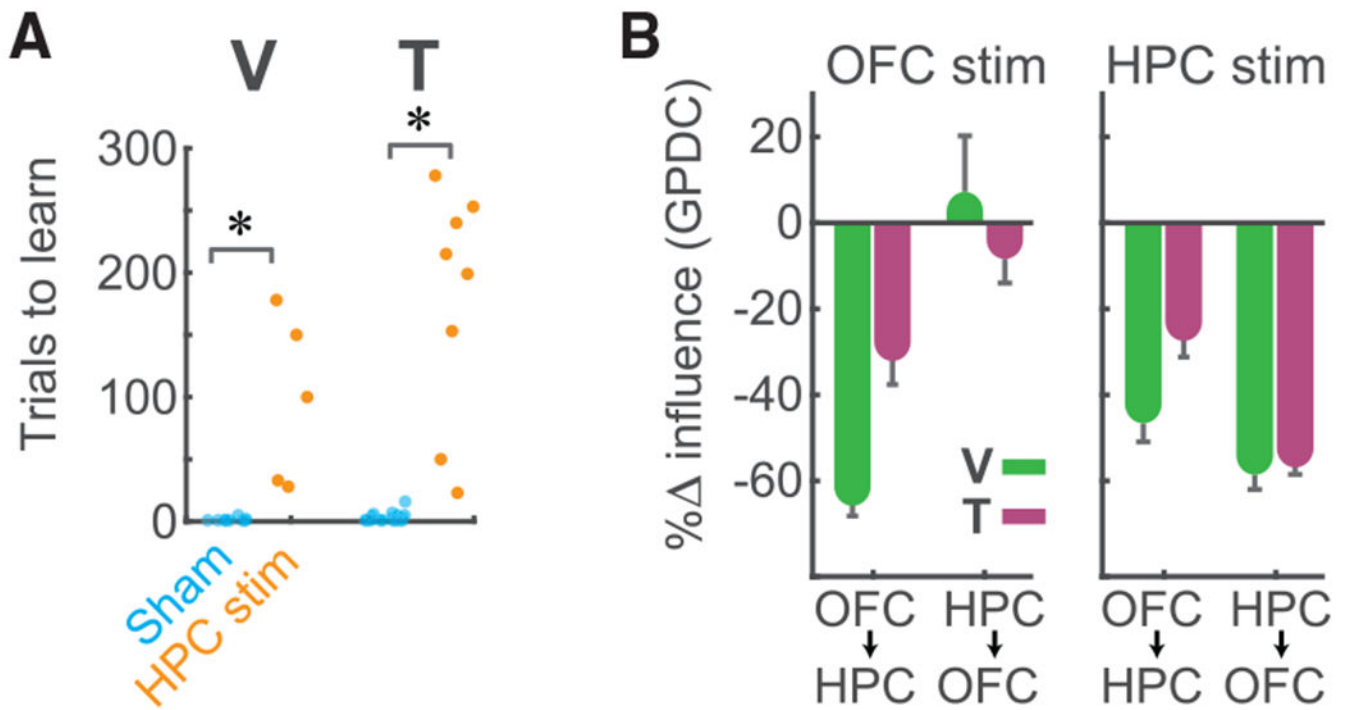 A
V
T
*
*
Trials to learn
300
200
100
0
Sham
HPC stim
B
OFC stim
HPC stim
%Δ influence (GPDC)
20
0
-20
-40
-60
V
T
OFC
↓
HPC
HPC
↓
OFC
OFC
↓
HPC
HPC
↓
OFC